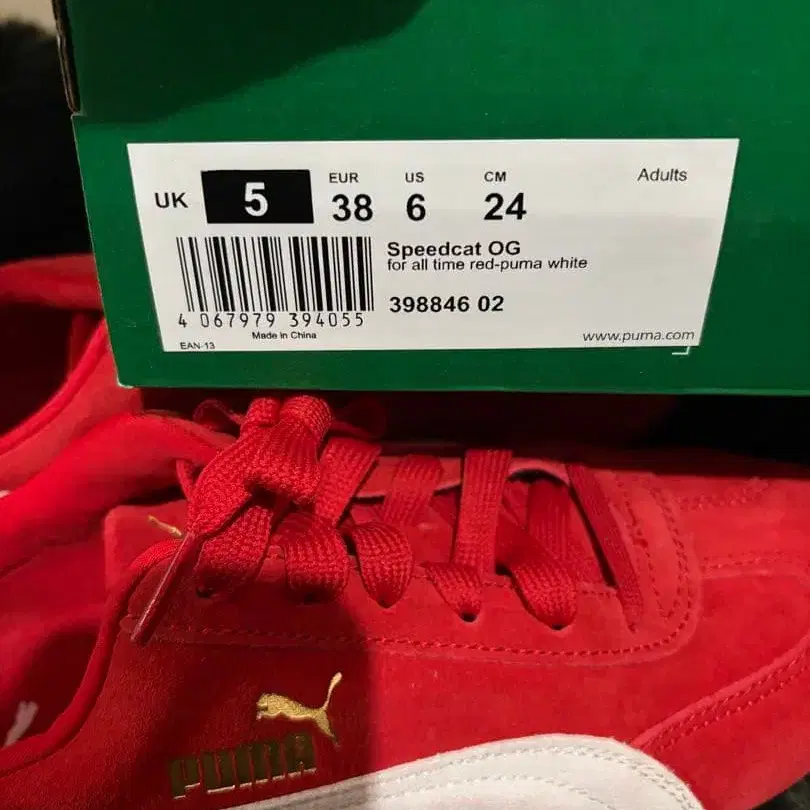 Adults
UK 5 EUR 38 US 6 CM 24
Speedcat OG
for all time red-puma white
398846 02
4 067979 394055
Made in China
EAN-13
www.puma.com
PUMA